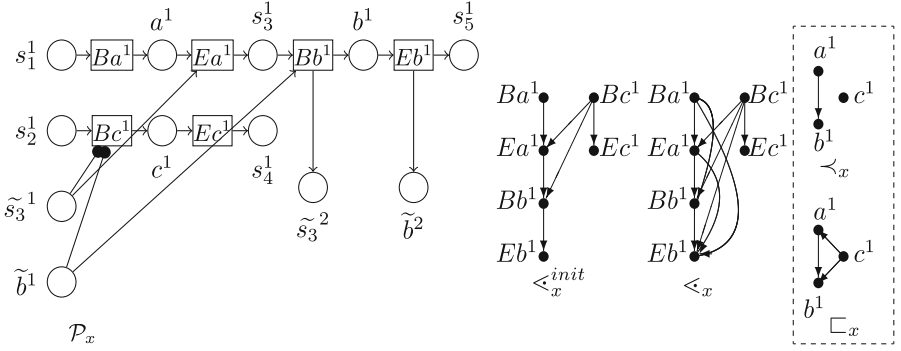 s₁¹ Ba¹ a¹ Ea¹ s₃¹ Bb¹ b¹ Eb¹ s₅¹
s₂¹ Bc¹ c¹ Ec¹ s₄¹
s̃₃¹ s̃₃² b̃²
b̃¹
𝒫ₓ
Ba¹ Bc¹
Ea¹ Ec¹
Bb¹
Eb¹
⋖ₓⁱⁿⁱᵗ
Ba¹ Bc¹
Ea¹ Ec¹
Bb¹
Eb¹
⋖ₓ
a¹
c¹
b¹
≺ₓ
a¹
c¹
b¹
⊏ₓ